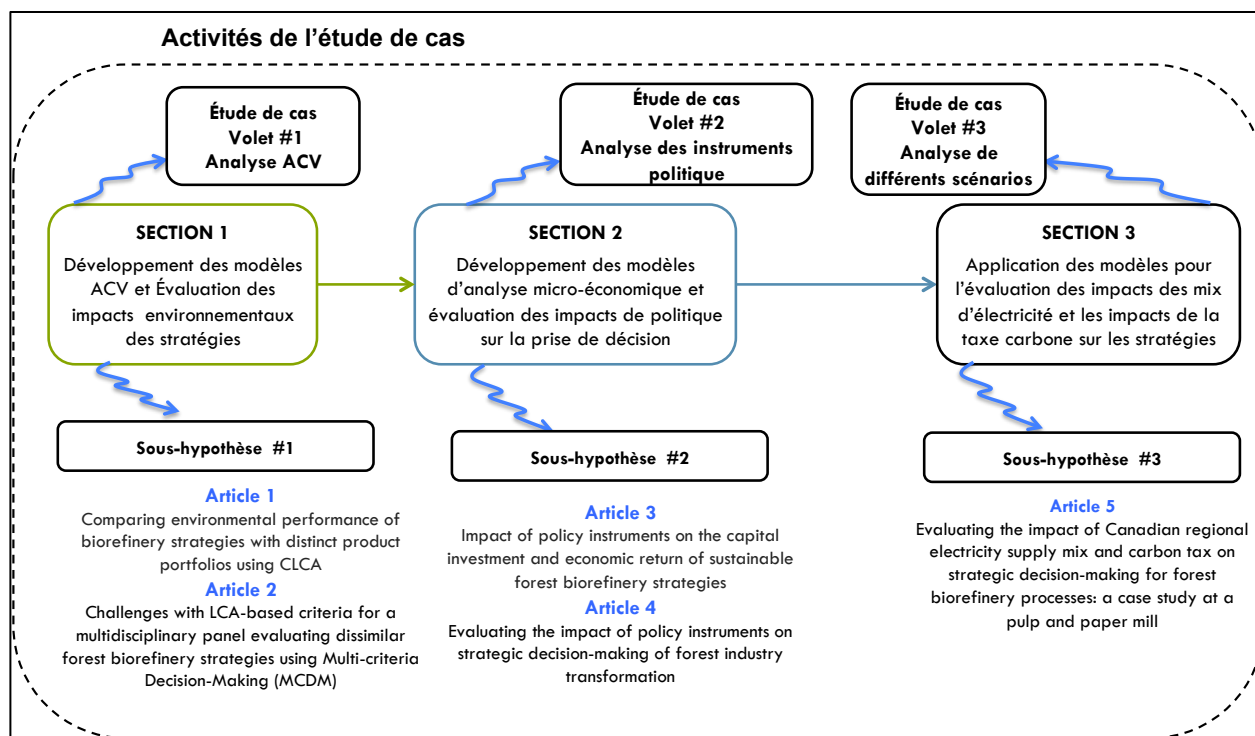 Activités de l'étude de cas
Étude de cas
Volet #1
Analyse ACV
Étude de cas
Volet #2
Analyse des instruments
politique
Étude de cas
Volet #3
Analyse de
différents scénarios
SECTION 1
Développement des modèles
ACV et Évaluation des
impacts environnementaux
des stratégies
SECTION 2
Développement des modèles
d'analyse micro-économique et
évaluation des impacts de politique
sur la prise de décision
SECTION 3
Application des modèles pour
l'évaluation des impacts des mix
d'électricité et les impacts de la
taxe carbone sur les stratégies
Sous-hypothèse #1
Sous-hypothèse #2
Sous-hypothèse #3
Article 1
Comparing environmental performance of
biorefinery strategies with distinct product
portfolios using CLCA
Article 2
Challenges with LCA-based criteria for a
multidisciplinary panel evaluating dissimilar
forest biorefinery strategies using Multi-criteria
Decision-Making (MCDM)
Article 3
Impact of policy instruments on the capital
investment and economic return of sustainable
forest biorefinery strategies
Article 4
Evaluating the impact of policy instruments on
strategic decision-making of forest industry
transformation
Article 5
Evaluating the impact of Canadian regional
electricity supply mix and carbon tax on
strategic decision-making for forest
biorefinery processes: a case study at a
pulp and paper mill